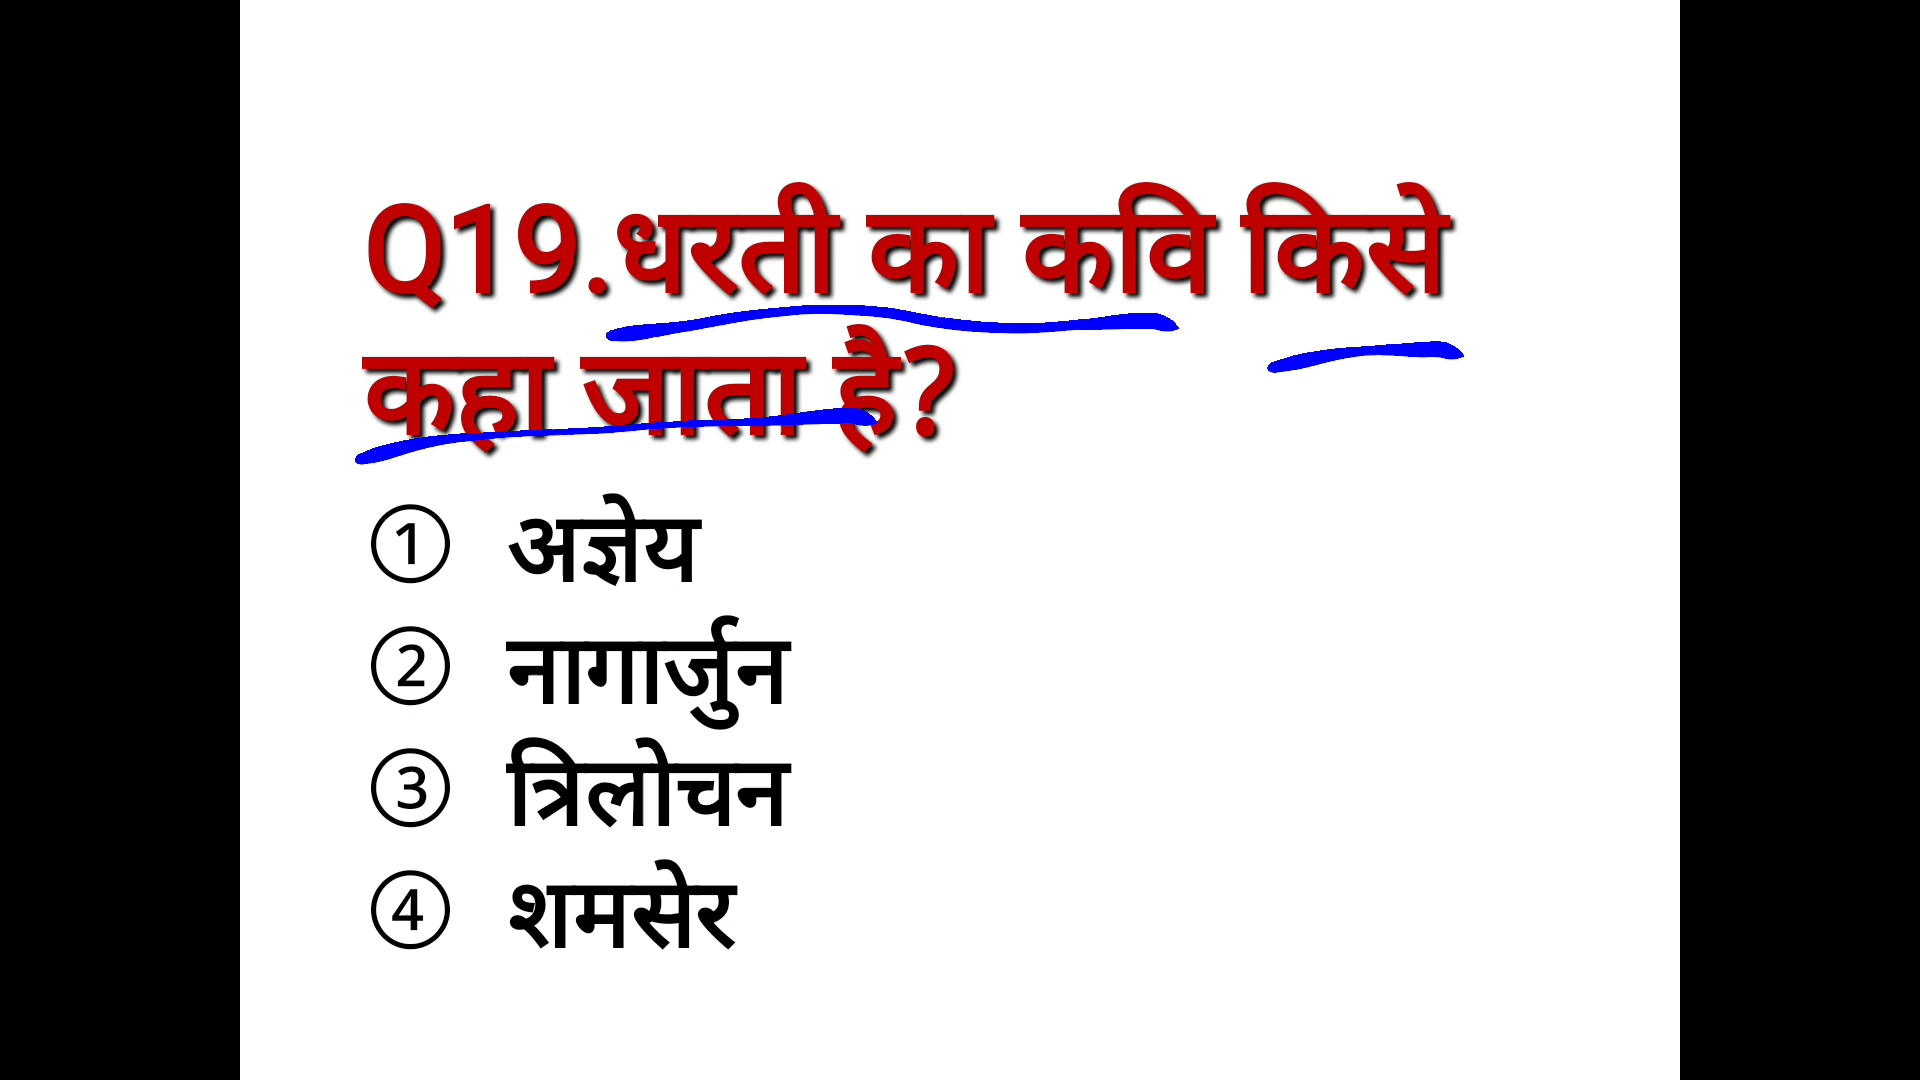 Q19.धरती का कवि किसे
कहा जाता है?
① अज्ञेय
② नागार्जुन
③ त्रिलोचन
④ शमसेर